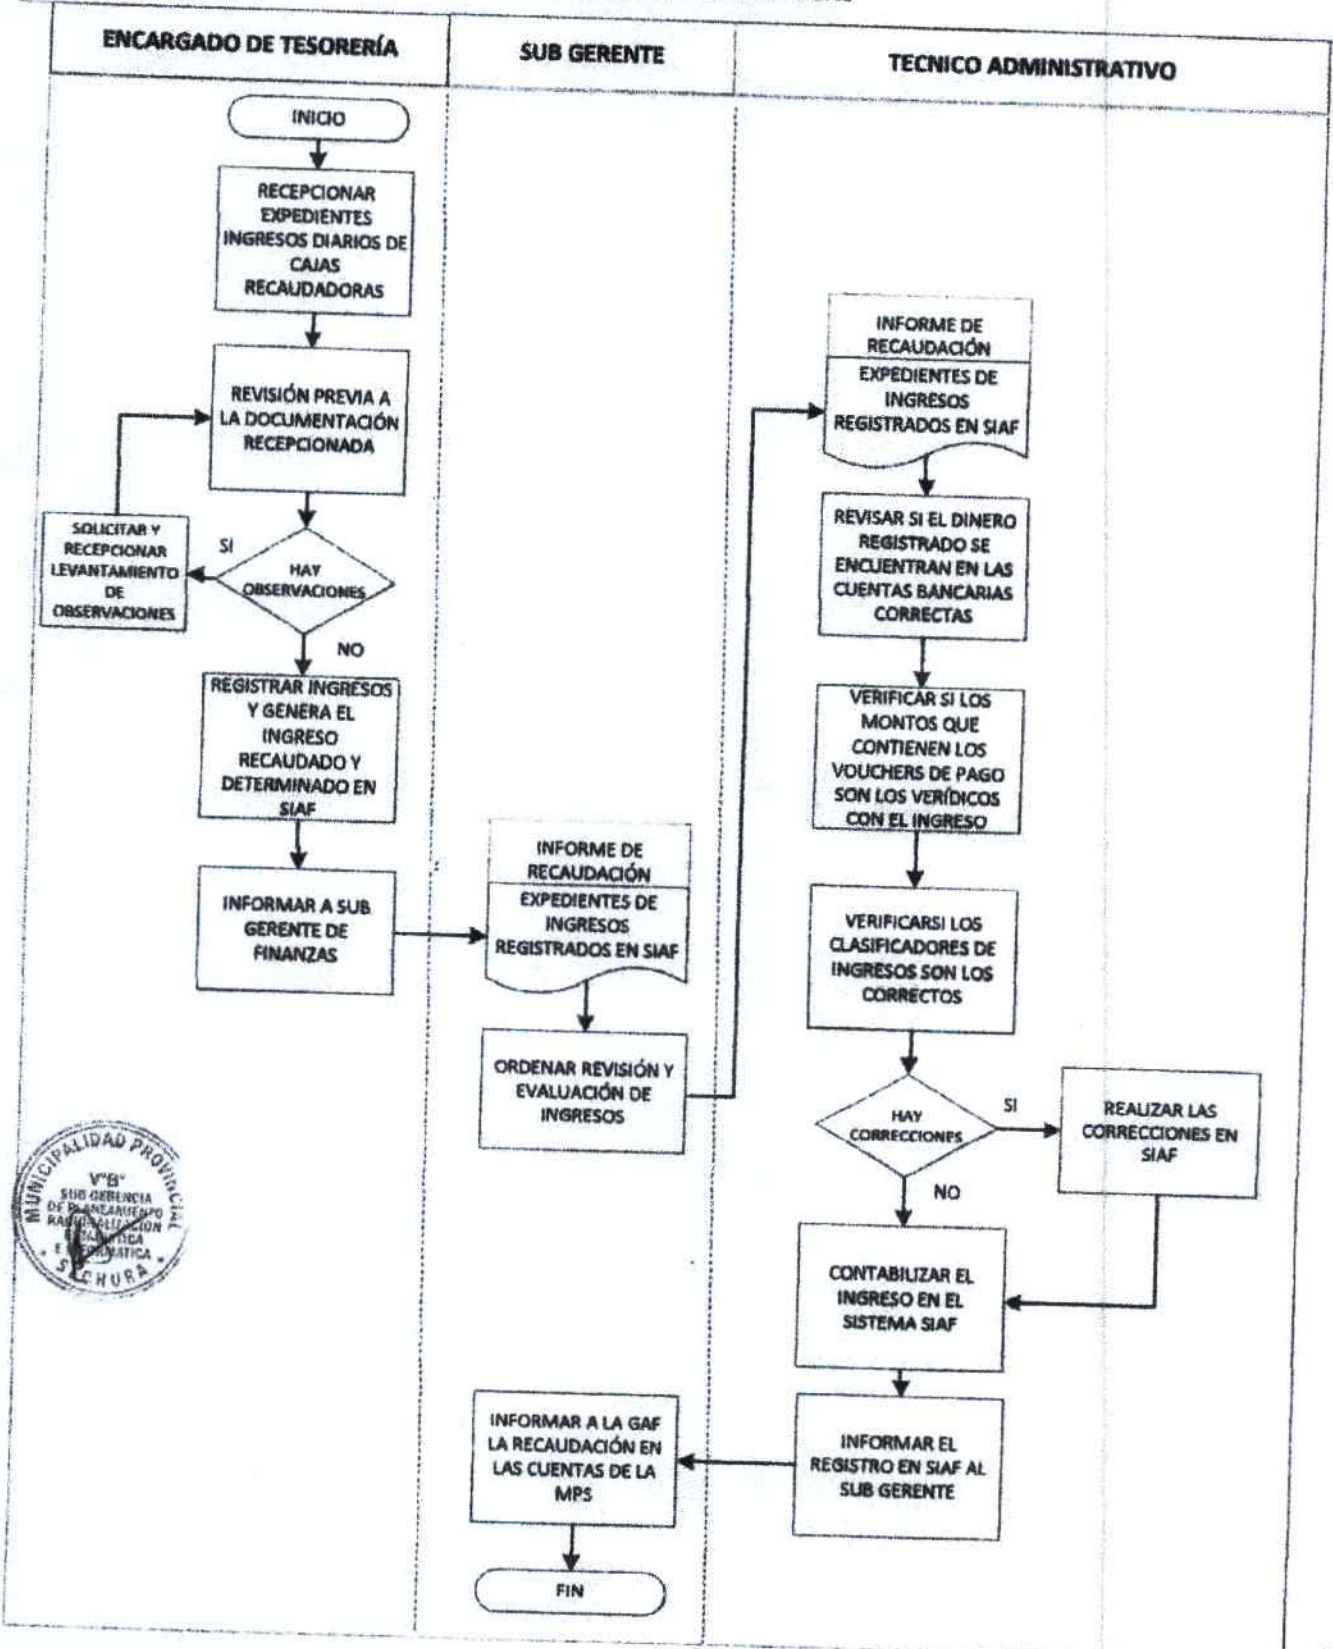 ENCARGADO DE TESORERÍA
SUB GERENTE
TECNICO ADMINISTRATIVO
INICIO
RECEPCIONAR
EXPEDIENTES
INGRESOS DIARIOS DE
CAJAS
RECAUDADORAS
REVISIÓN PREVIA A
LA DOCUMENTACIÓN
RECEPCIONADA
SOLICITAR Y
RECEPCIONAR
LEVANTAMIENTO
DE
OBSERVACIONES
SI
HAY
OBSERVACIONES
NO
REGISTRAR INGRESOS
Y GENERA EL
INGRESO
RECAUDADO Y
DETERMINADO EN
SIAF
INFORMAR A SUB
GERENTE DE
FINANZAS
INFORME DE
RECAUDACIÓN
EXPEDIENTES DE
INGRESOS
REGISTRADOS EN SIAF
ORDENAR REVISIÓN Y
EVALUACIÓN DE
INGRESOS
INFORME DE
RECAUDACIÓN
EXPEDIENTES DE
INGRESOS
REGISTRADOS EN SIAF
REVISAR SI EL DINERO
REGISTRADO SE
ENCUENTRAN EN LAS
CUENTAS BANCARIAS
CORRECTAS
VERIFICAR SI LOS
MONTOS QUE
CONTIENEN LOS
VOUCHERS DE PAGO
SON LOS VERÍDICOS
CON EL INGRESO
VERIFICARSI LOS
CLASIFICADORES DE
INGRESOS SON LOS
CORRECTOS
HAY
CORRECCIONES
SI
REALIZAR LAS
CORRECCIONES EN
SIAF
NO
CONTABILIZAR EL
INGRESO EN EL
SISTEMA SIAF
INFORMAR EL
REGISTRO EN SIAF AL
SUB GERENTE
INFORMAR A LA GAF
LA RECAUDACIÓN EN
LAS CUENTAS DE LA
MPS
FIN
MUNICIPALIDAD PROVINCIAL
V°B°
SUB GERENCIA
DE PLANEAMIENTO
RACIONALIZACIÓN
SECHURA